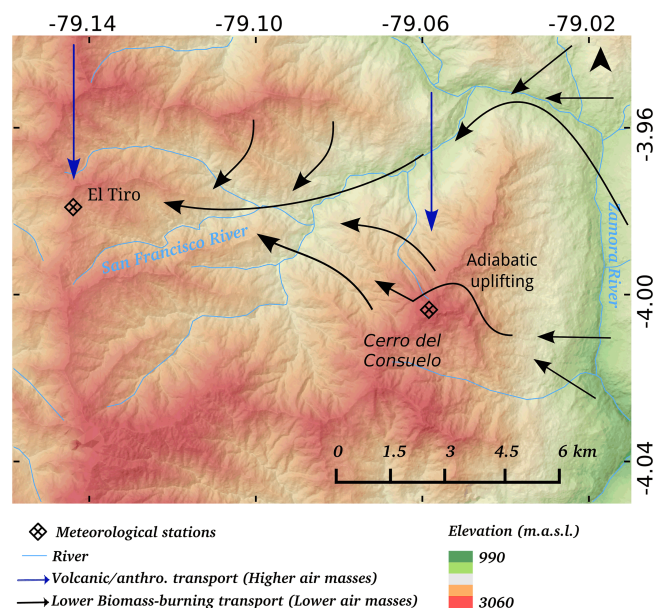 -79.14 -79.10 -79.06 -79.02
-3.96
El Tiro
San Francisco River
Zamora River
Adiabatic
uplifting
-4.00
Cerro del
Consuelo
0 1.5 3 4.5 6 km
-4.04
Meteorological stations
River
Volcanic/anthro. transport (Higher air masses)
Lower Biomass-burning transport (Lower air masses)
Elevation (m.a.s.l.)
990
3060